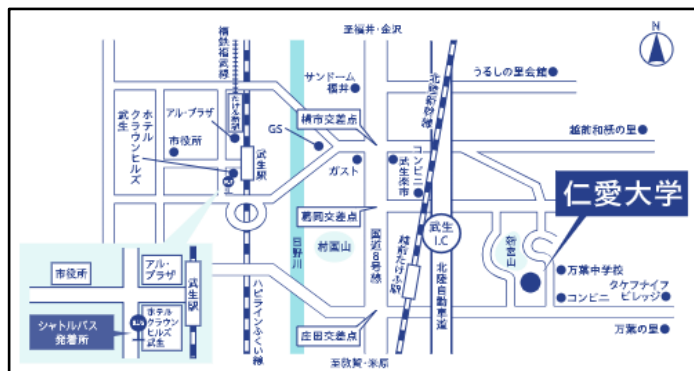 至福井・金沢
N
福鉄福武線
たけふ新駅
サンドーム
福井
北陸新幹線
うるしの里会館
アル・プラザ
ホテル
クラウンヒルズ
武生
市役所
武生駅
GS
横市交差点
越前和紙の里
ガスト
コンビニ
武生楽市
仁愛大学
葛岡交差点
武生
I.C
日野川
村国山
国道8号線
越前たけふ駅
北陸自動車道
万葉中学校
タケフナイフ
ビレッジ
コンビニ
万葉の里
ハピラインふくい線
庄田交差点
至敦賀・米原
市役所
アル・
プラザ
武生駅
シャトルバス
発着所
ホテル
クラウン
ヒルズ
武生